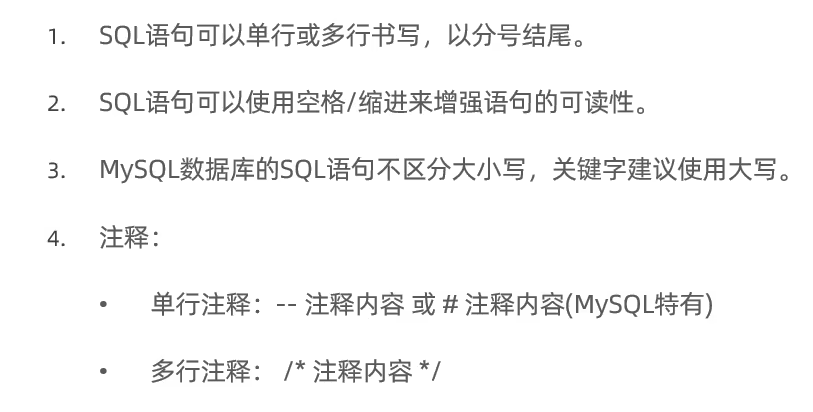 1. SQL语句可以单行或多行书写，以分号结尾。
2. SQL语句可以使用空格/缩进来增强语句的可读性。
3. MySQL数据库的SQL语句不区分大小写，关键字建议使用大写。
4. 注释：
• 单行注释：-- 注释内容 或 # 注释内容(MySQL特有)
• 多行注释： /* 注释内容 */